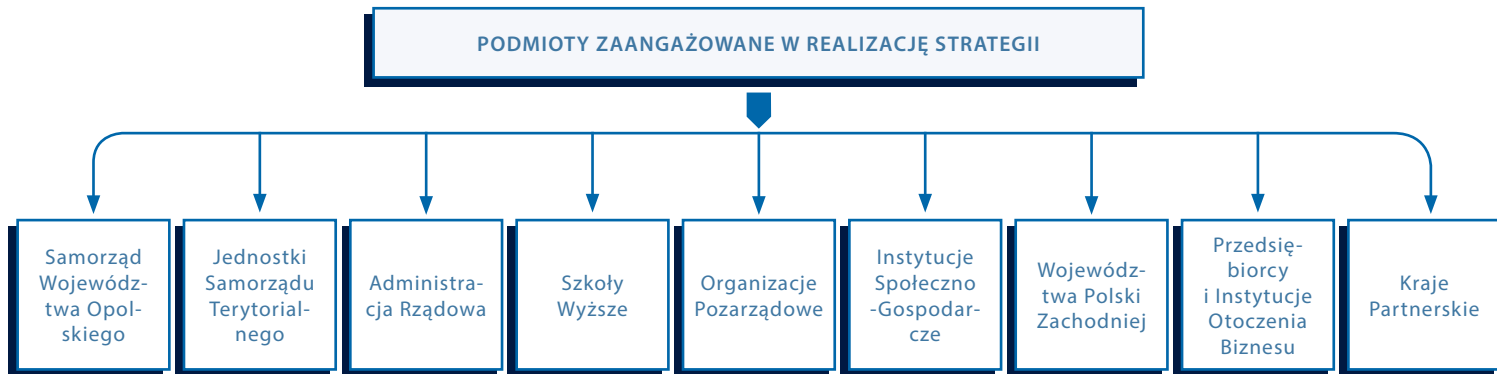 PODMIOTY ZAANGAŻOWANE W REALIZACJĘ STRATEGII
Samorząd
Wojewódz-
twa Opol-
skiego
Jednostki
Samorządu
Terytorial-
nego
Administra-
cja Rządowa
Szkoły
Wyższe
Organizacje
Pozarządowe
Instytucje
Społeczno
-Gospodar-
cze
Wojewódz-
twa Polski
Zachodniej
Przedsię-
biorcy
i Instytucje
Otoczenia
Biznesu
Kraje
Partnerskie